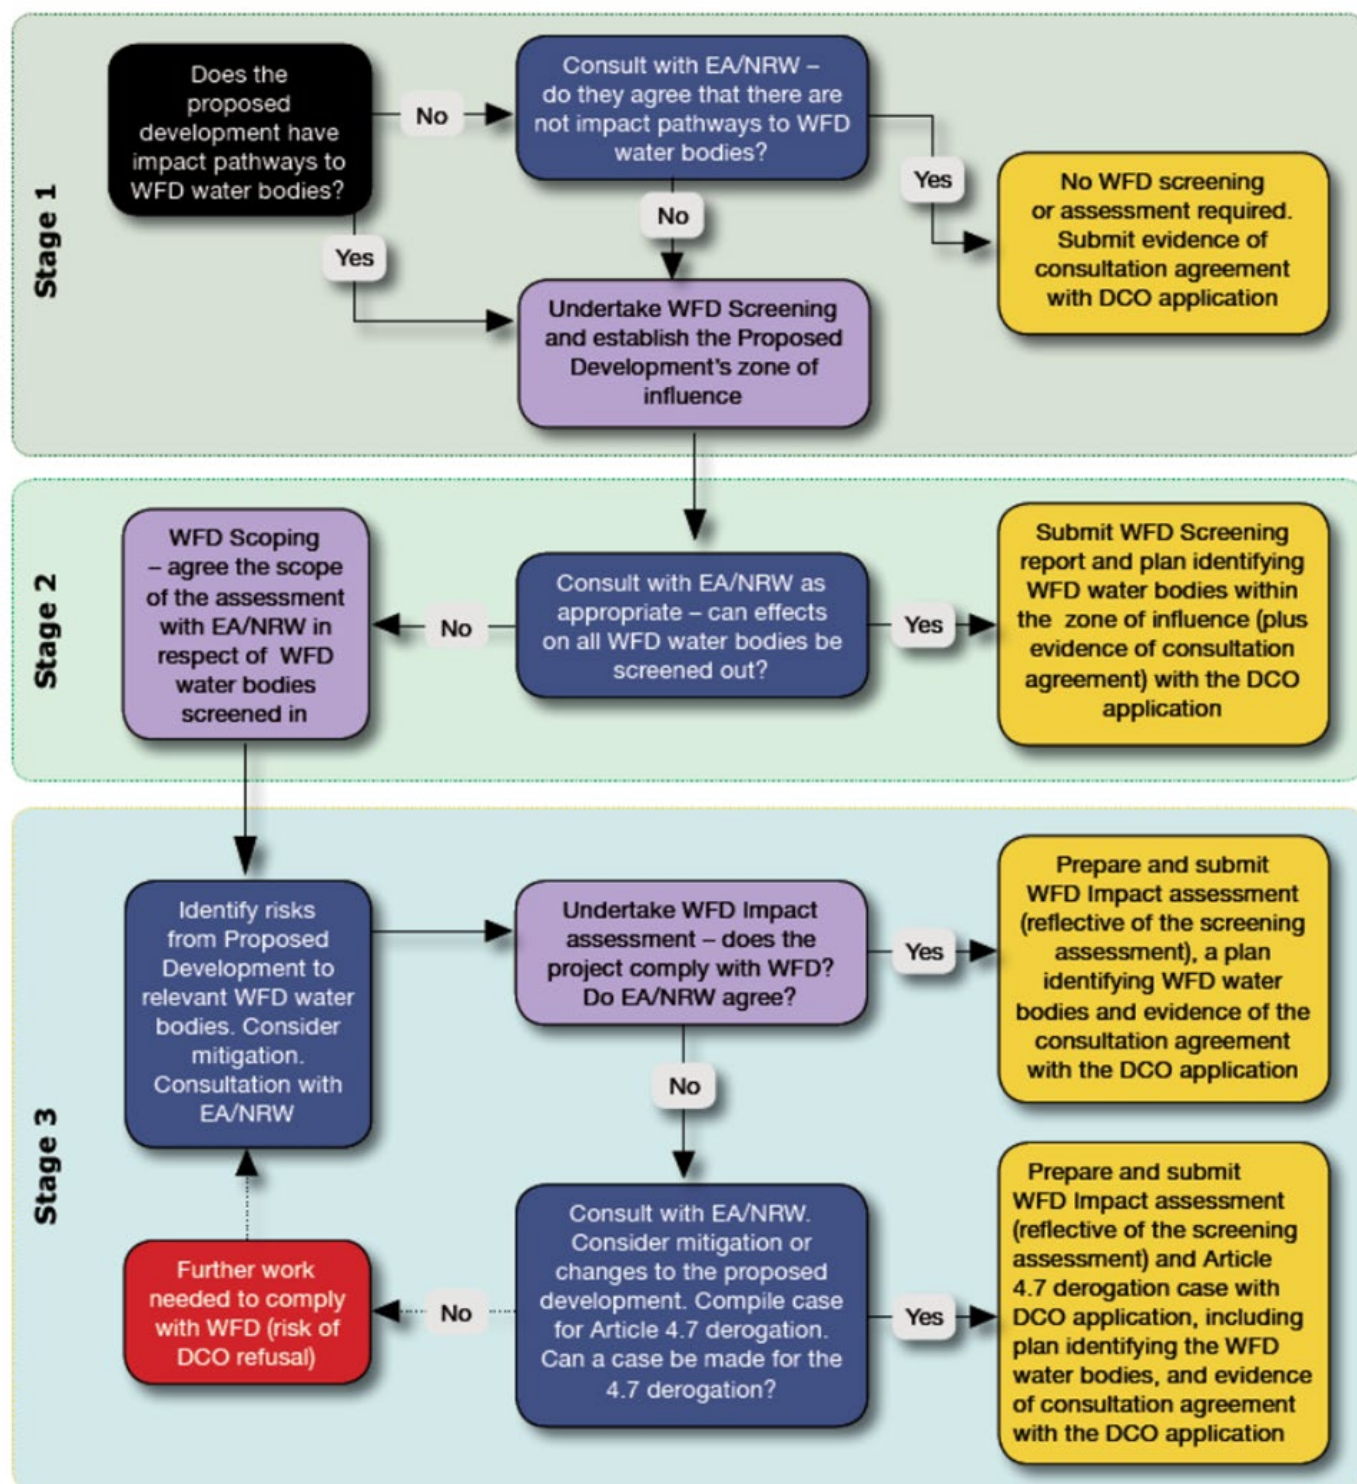 Stage 1
Does the
proposed
development have
impact pathways to
WFD water bodies?
No
Consult with EA/NRW –
do they agree that there are
not impact pathways to WFD
water bodies?
Yes
No WFD screening
or assessment required.
Submit evidence of
consultation agreement
with DCO application
No
Yes
Undertake WFD Screening
and establish the Proposed
Development's zone of
influence
Stage 2
WFD Scoping
– agree the scope
of the assessment
with EA/NRW in
respect of WFD
water bodies
screened in
No
Consult with EA/NRW as
appropriate – can effects
on all WFD water bodies be
screened out?
Yes
Submit WFD Screening
report and plan identifying
WFD water bodies within
the zone of influence (plus
evidence of consultation
agreement) with the DCO
application
Stage 3
Identify risks
from Proposed
Development to
relevant WFD water
bodies. Consider
mitigation.
Consultation with
EA/NRW
Undertake WFD Impact
assessment – does the
project comply with WFD?
Do EA/NRW agree?
Yes
Prepare and submit
WFD Impact assessment
(reflective of the screening
assessment), a plan
identifying WFD water
bodies and evidence of the
consultation agreement
with the DCO application
No
Further work
needed to comply
with WFD (risk of
DCO refusal)
No
Consult with EA/NRW.
Consider mitigation or
changes to the proposed
development. Compile case
for Article 4.7 derogation.
Can a case be made for the
4.7 derogation?
Yes
Prepare and submit
WFD Impact assessment
(reflective of the screening
assessment) and Article
4.7 derogation case with
DCO application, including
plan identifying the WFD
water bodies, and evidence
of consultation agreement
with the DCO application